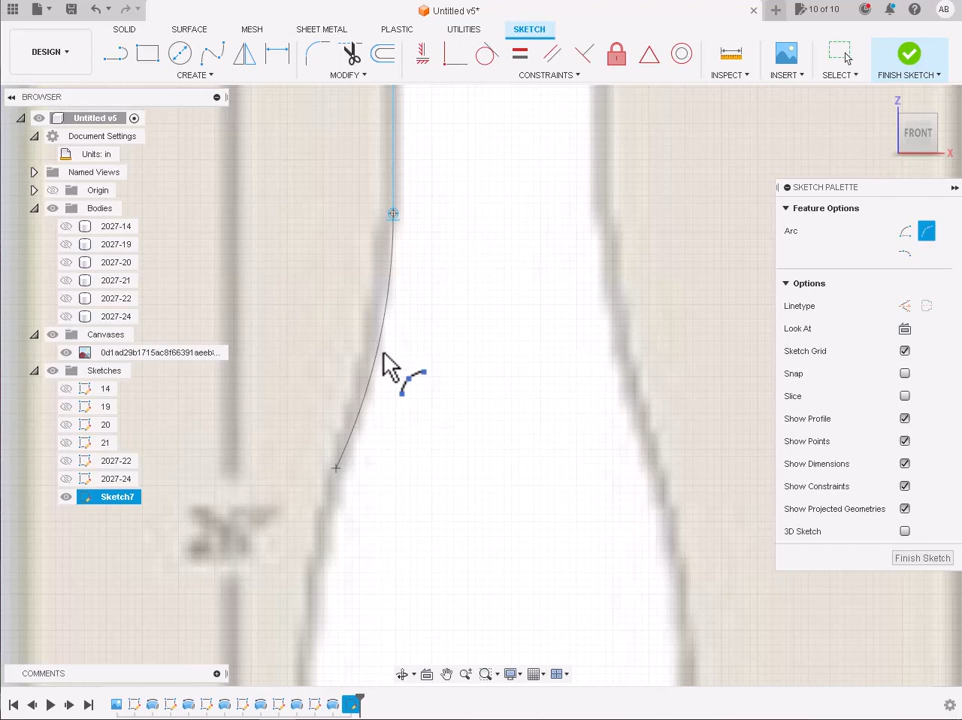 Untitled v5*
10 of 10
AB
DESIGN
SOLID SURFACE MESH SHEET METAL PLASTIC UTILITIES SKETCH
CREATE MODIFY CONSTRAINTS INSPECT INSERT SELECT FINISH SKETCH
BROWSER
Untitled v5
Document Settings
Units: in
Named Views
Origin
Bodies
2027-14
2027-19
2027-20
2027-21
2027-22
2027-24
Canvases
0d1ad29b1715ac8f66391aeeb\...
Sketches
14
19
20
21
2027-22
2027-24
Sketch7
COMMENTS
Z
FRONT
X
SKETCH PALETTE
Feature Options
Arc
Options
Linetype
Look At
Sketch Grid
Snap
Slice
Show Profile
Show Points
Show Dimensions
Show Constraints
Show Projected Geometries
3D Sketch
Finish Sketch